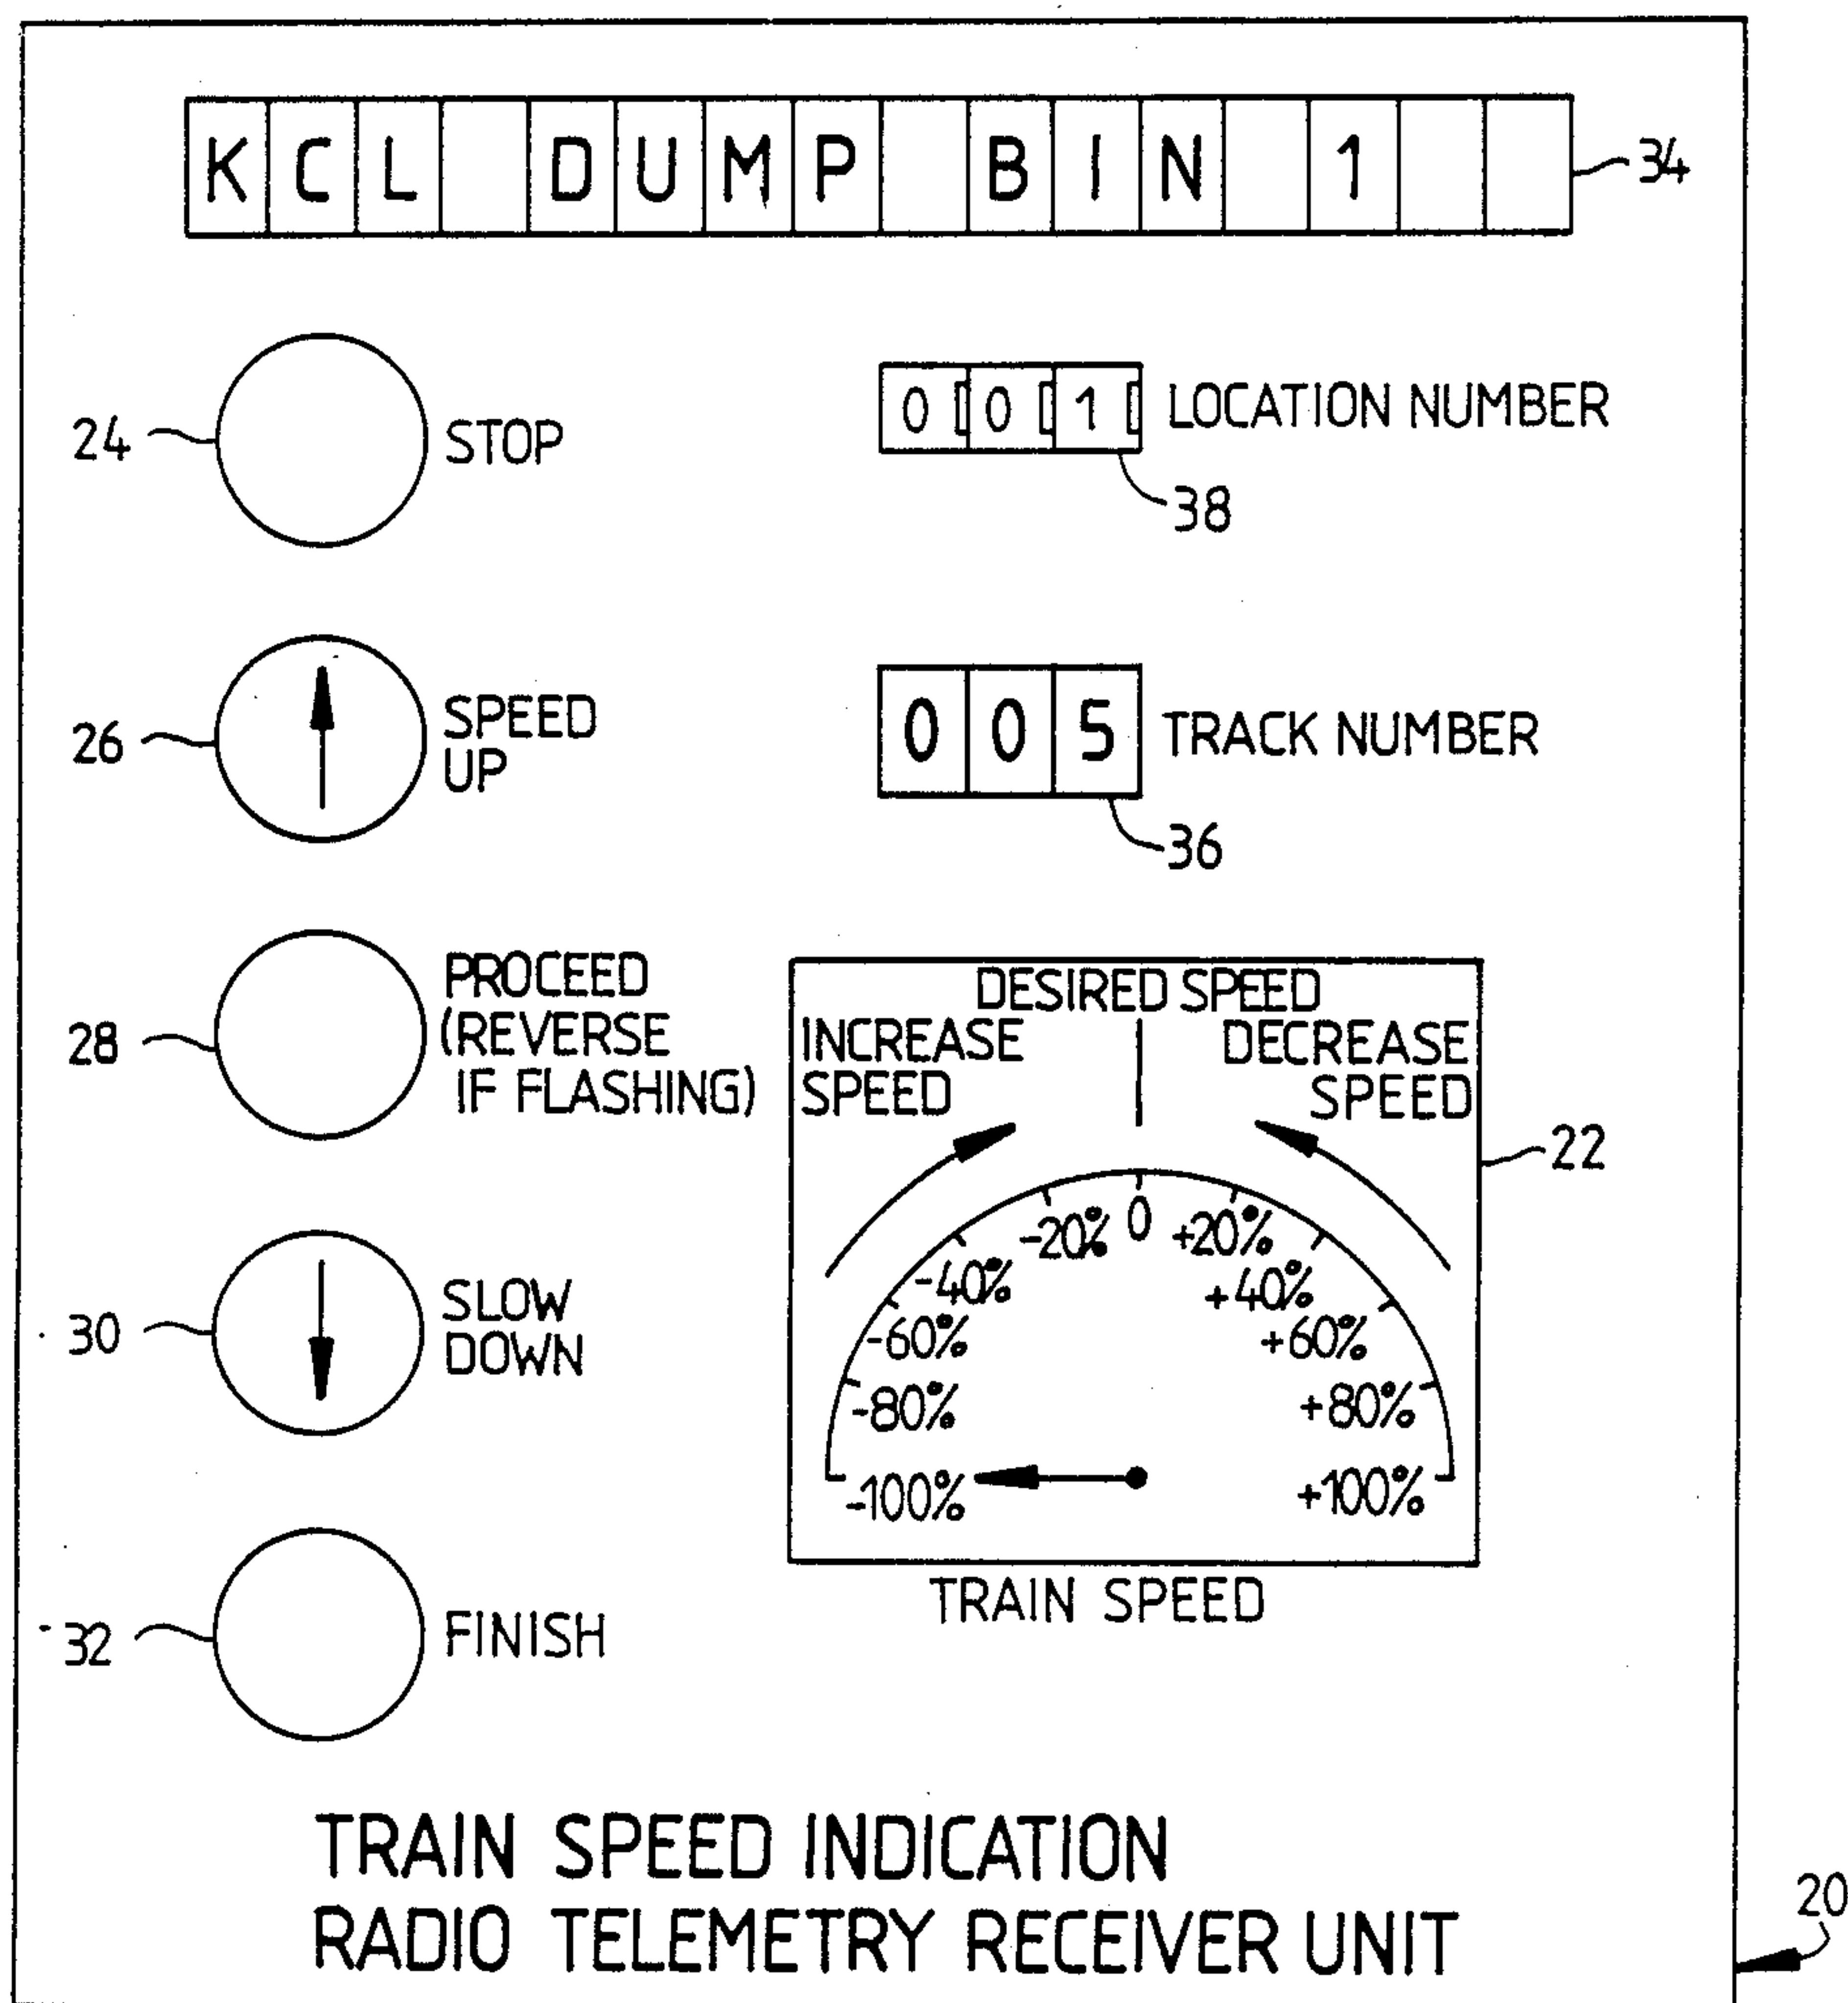 KCL DUMP BIN 1
34
24
STOP
0 0 1 LOCATION NUMBER
38
26
SPEED
UP
0 0 5 TRACK NUMBER
36
28
PROCEED
(REVERSE
IF FLASHING)
DESIRED SPEED
INCREASE
SPEED
DECREASE
SPEED
22
-20% 0 +20%
-40% +40%
-60% +60%
-80% +80%
-100% +100%
TRAIN SPEED
30
SLOW
DOWN
32
FINISH
TRAIN SPEED INDICATION
RADIO TELEMETRY RECEIVER UNIT
20